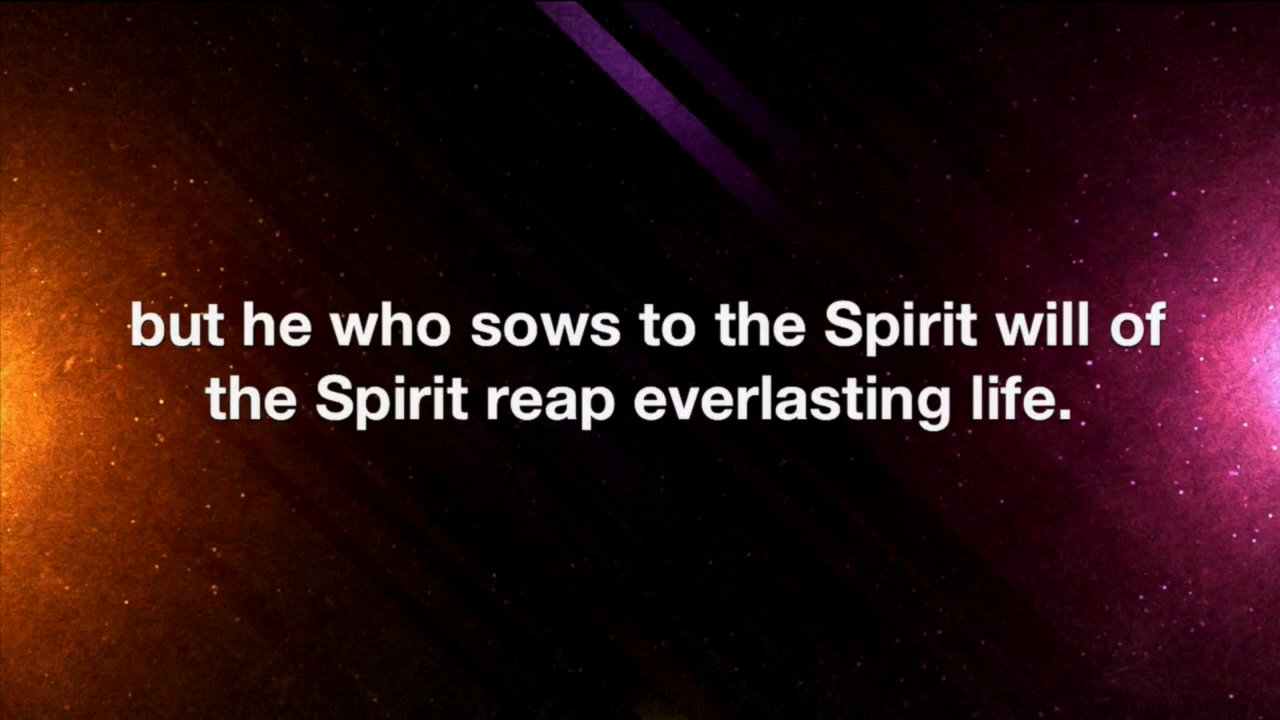 but he who sows to the Spirit will of
the Spirit reap everlasting life.